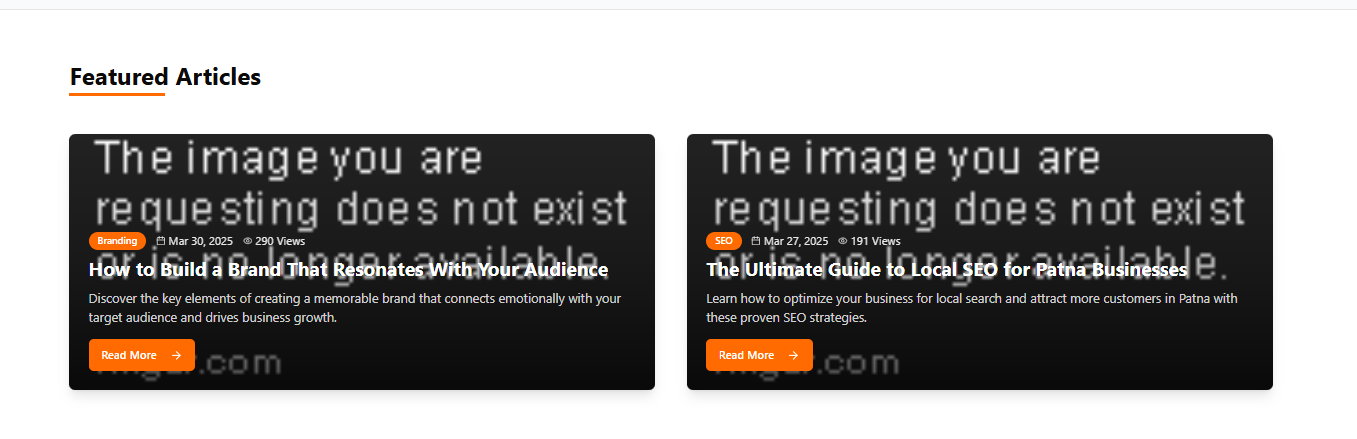 Featured Articles
The image you are
requesting does not exist
or is no longer available.
Branding Mar 30, 2025 290 Views
How to Build a Brand That Resonates With Your Audience
Discover the key elements of creating a memorable brand that connects emotionally with your
target audience and drives business growth.
Read More
imgur.com
The image you are
requesting does not exist
or is no longer available.
SEO Mar 27, 2025 191 Views
The Ultimate Guide to Local SEO for Patna Businesses
Learn how to optimize your business for local search and attract more customers in Patna with
these proven SEO strategies.
Read More
imgur.com